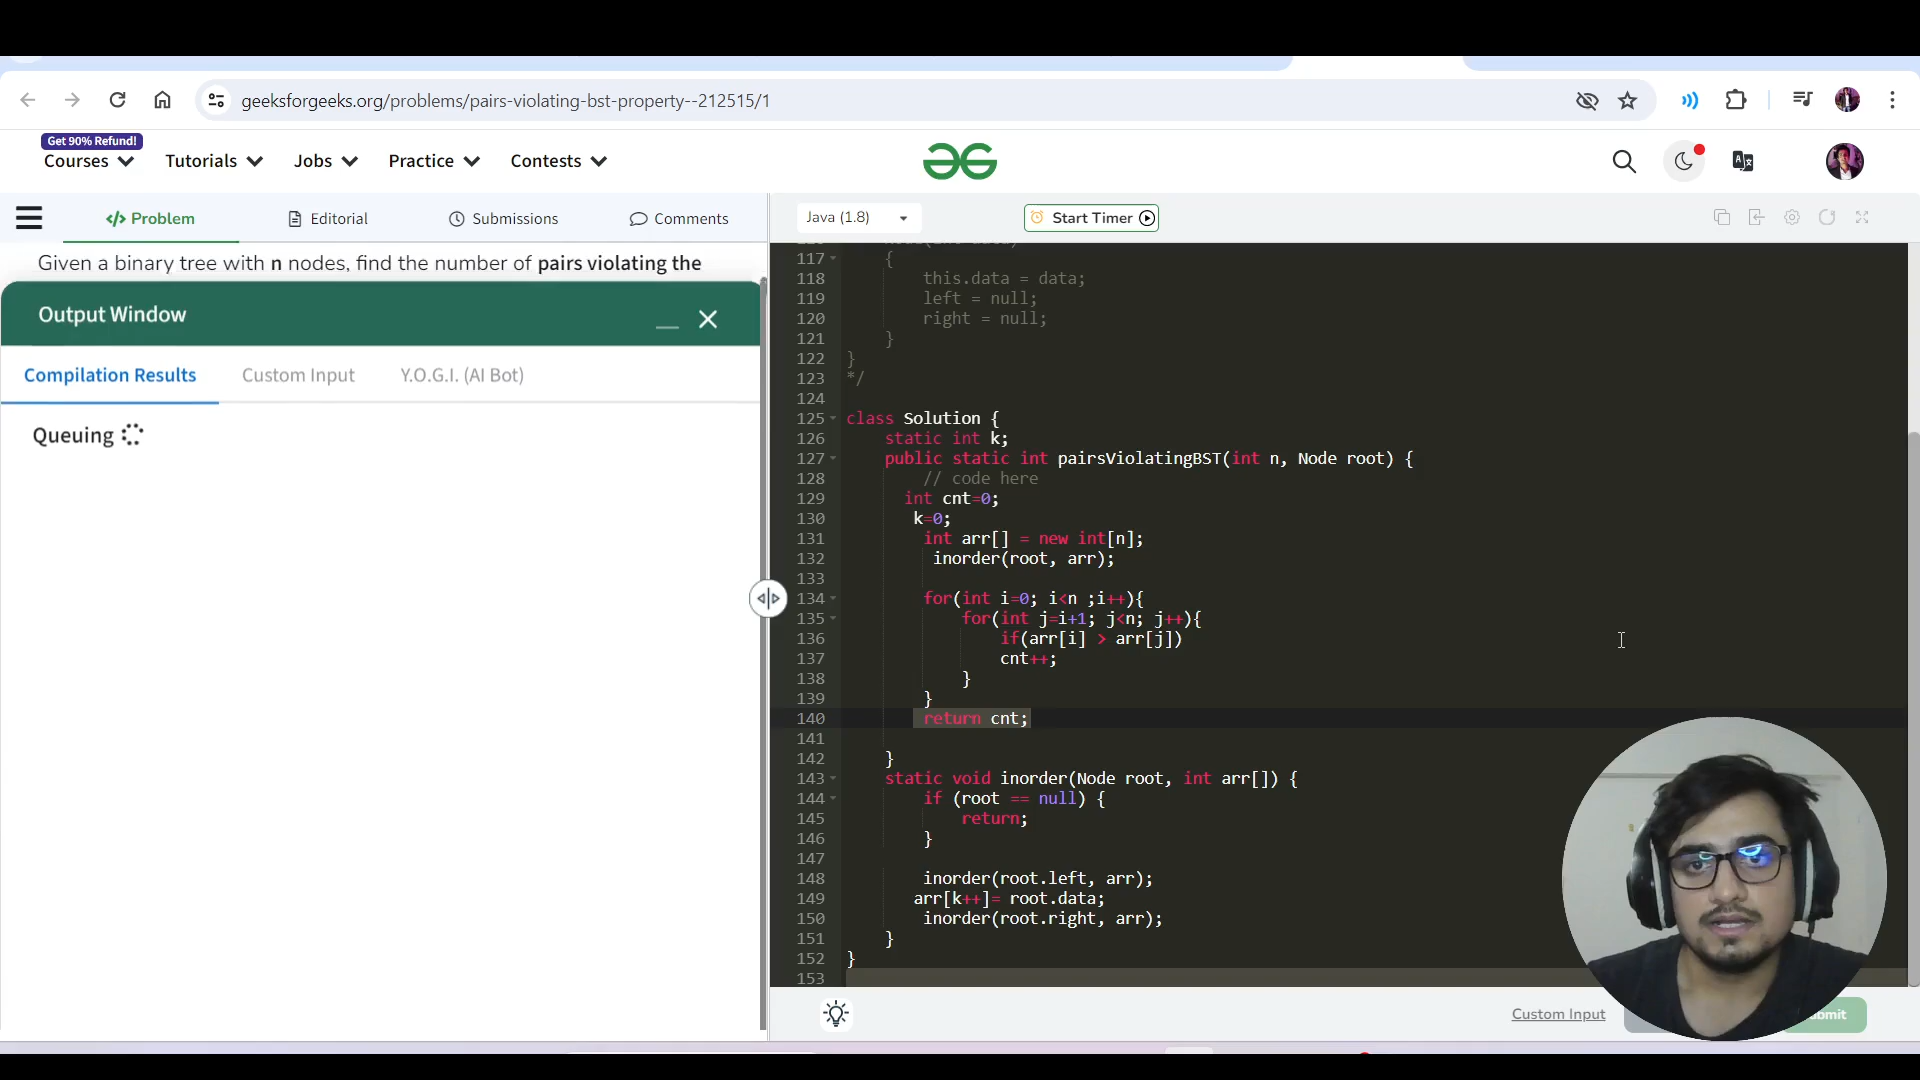 geeksforgeeks.org/problems/pairs-violating-bst-property--212515/1
Get 90% Refund!
Courses Tutorials Jobs Practice Contests
Problem Editorial Submissions Comments
Java (1.8) Start Timer
Given a binary tree with n nodes, find the number of pairs violating the
Output Window
Compilation Results Custom Input Y.O.G.I. (AI Bot)
Queuing
117 {
118 this.data = data;
119 left = null;
120 right = null;
121 }
122 }
123 */
124
125 class Solution {
126 static int k;
127 public static int pairsViolatingBST(int n, Node root) {
128 // code here
129 int cnt=0;
130 k=0;
131 int arr[] = new int[n];
132 inorder(root, arr);
133
134 for(int i=0; i<n ;i++){
135 for(int j=i+1; j<n; j++){
136 if(arr[i] > arr[j])
137 cnt++;
138 }
139 }
140 return cnt;
141
142 }
143 static void inorder(Node root, int arr[]) {
144 if (root == null) {
145 return;
146 }
147
148 inorder(root.left, arr);
149 arr[k++]= root.data;
150 inorder(root.right, arr);
151 }
152 }
153
Custom Input